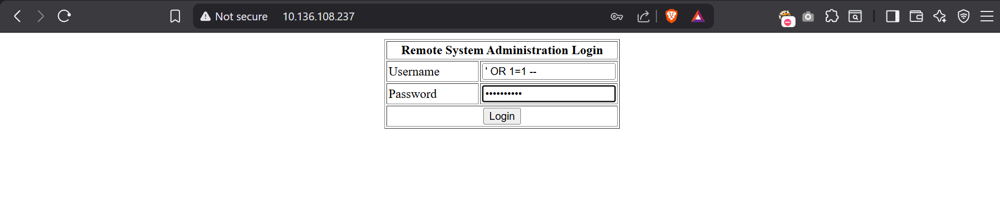 Not secure 10.136.108.237
Remote System Administration Login
Username ' OR 1=1 --
Password ••••••••••
Login